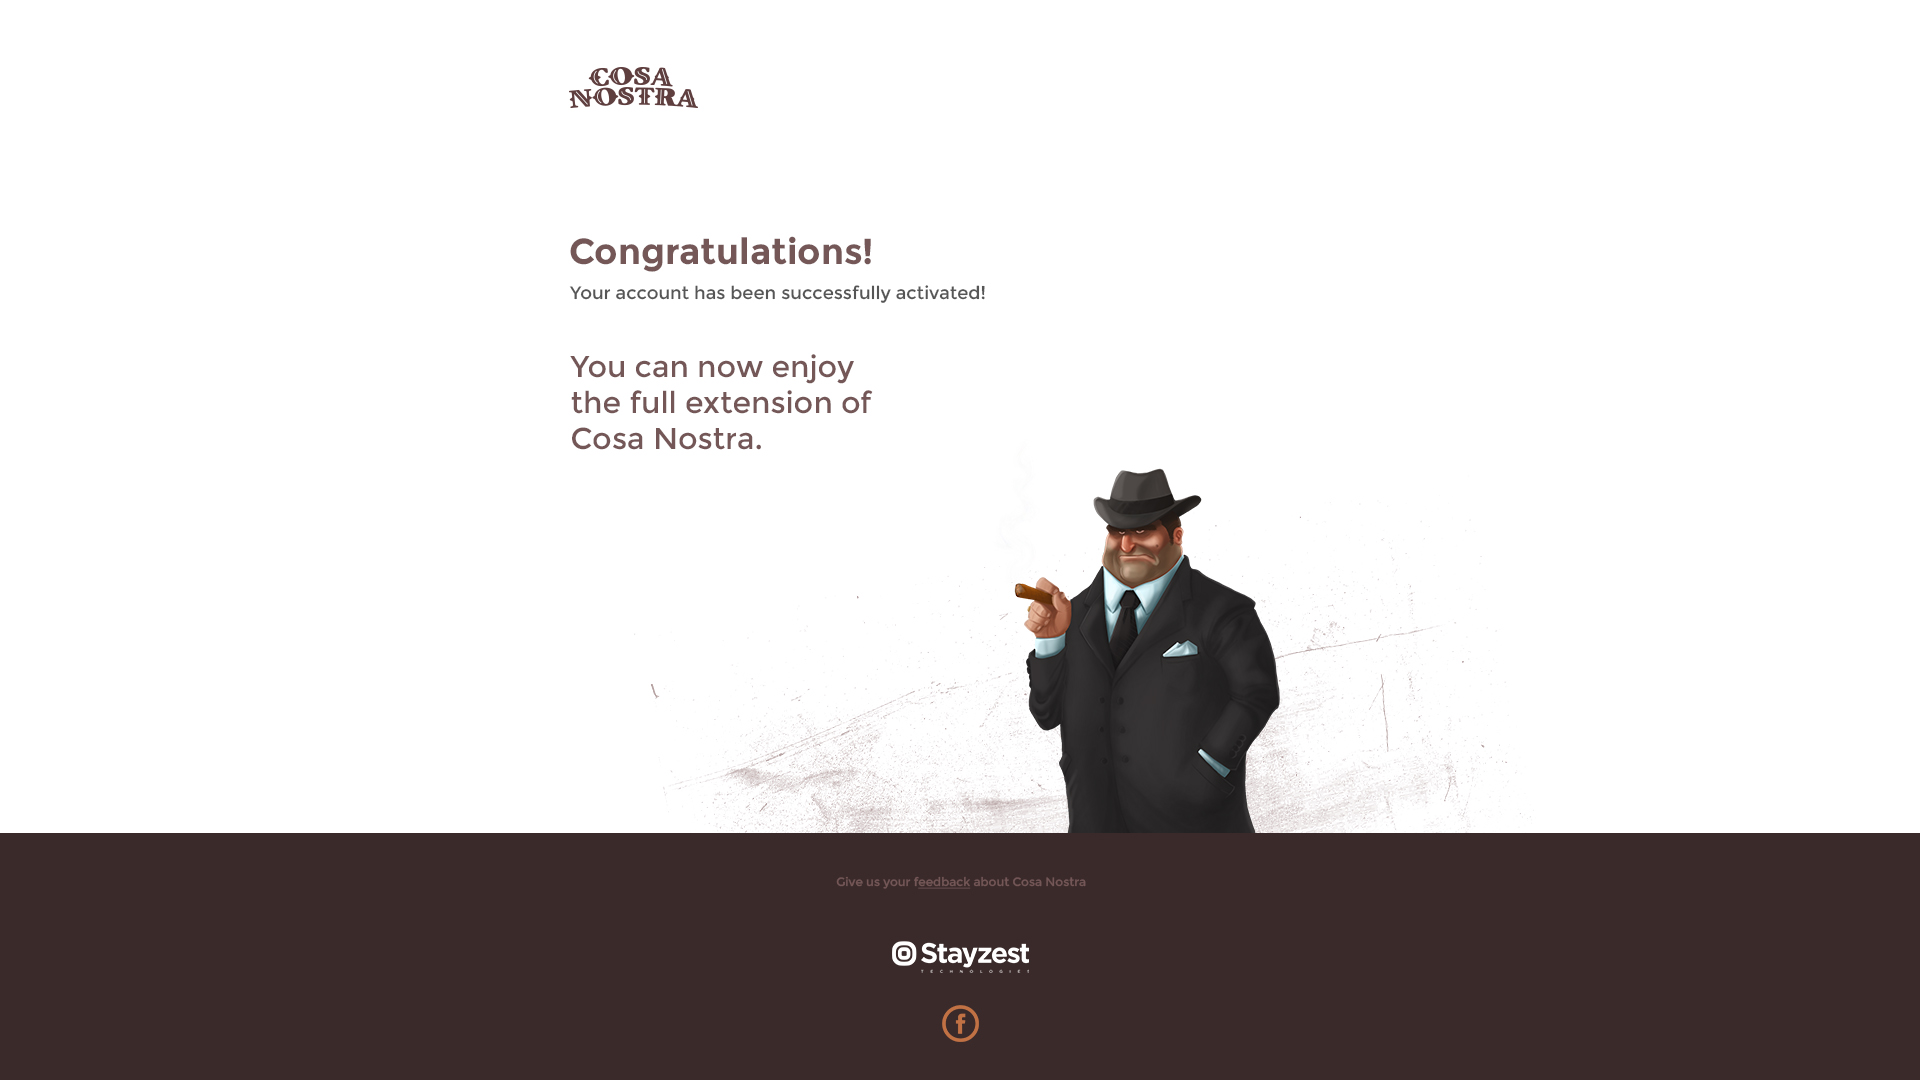 COSA
NOSTRA
Congratulations!
Your account has been successfully activated!
You can now enjoy
the full extension of
Cosa Nostra.
Give us your feedback about Cosa Nostra
Stayzest
TECHNOLOGIST